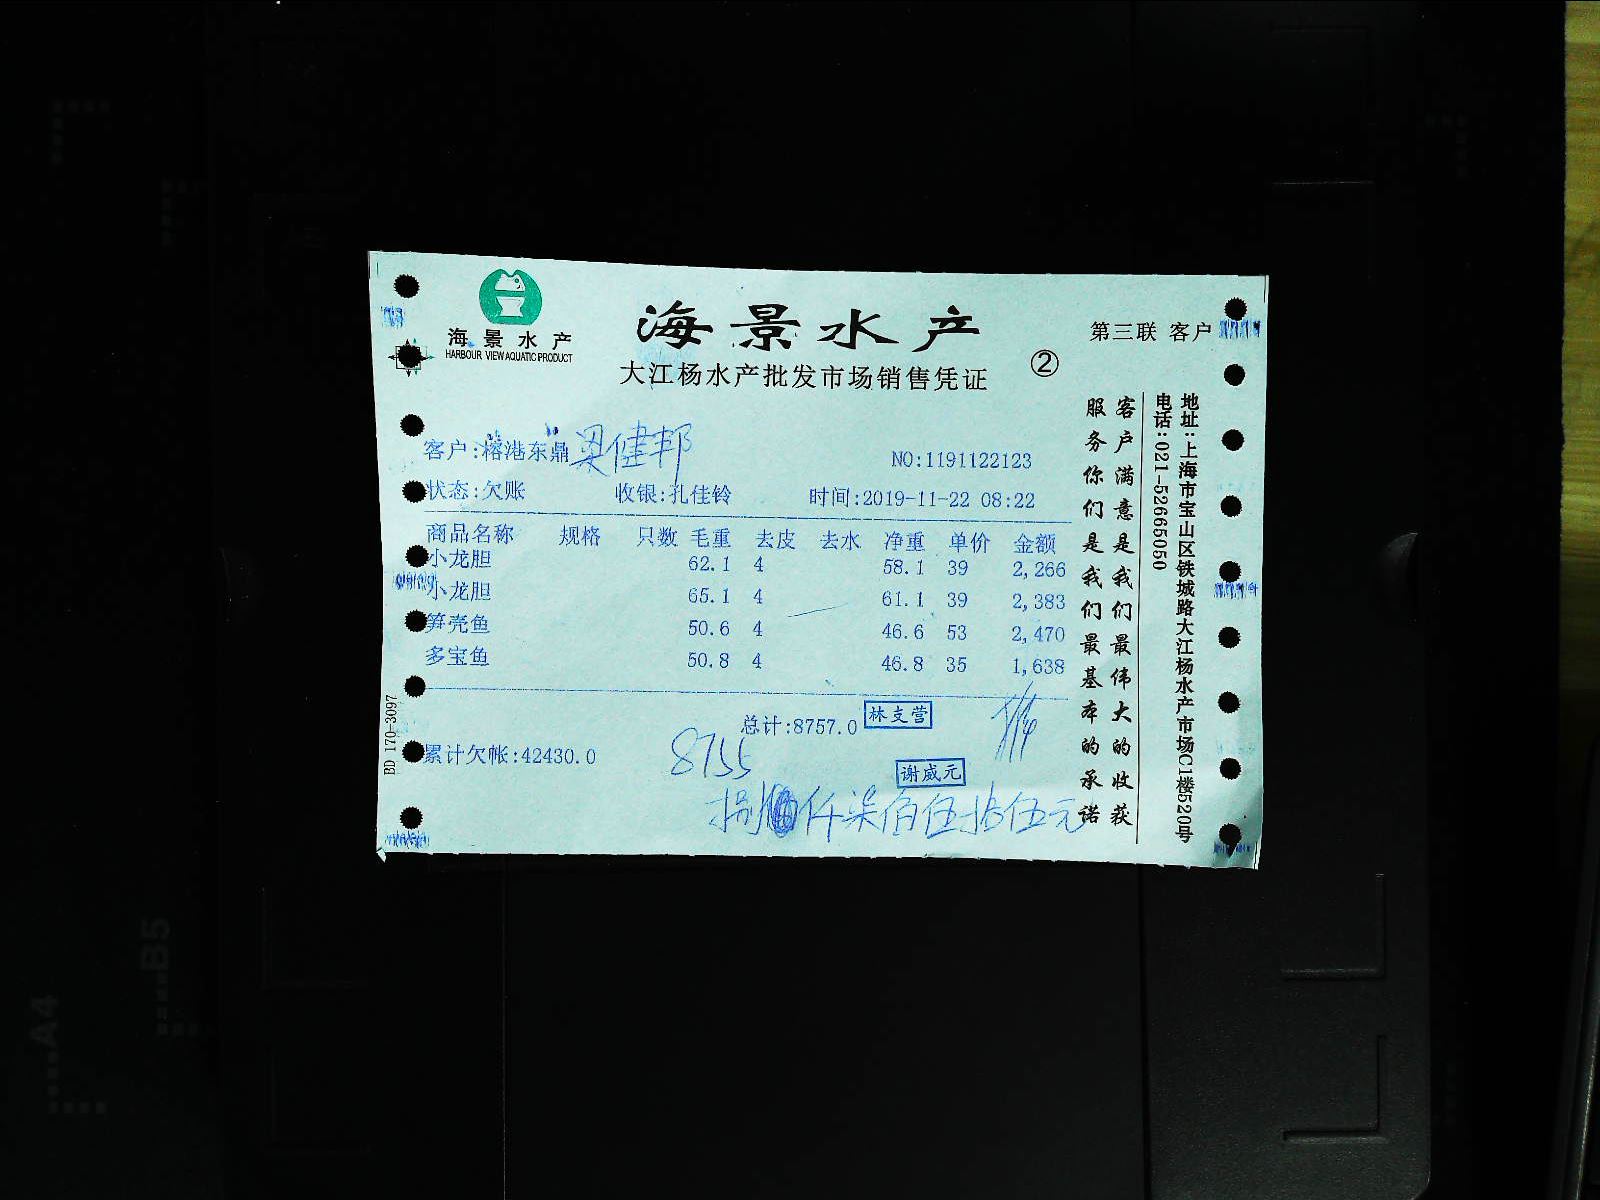 海景水产
HARBOUR VIEW AQUATIC PRODUCT
海景水产
大江杨水产批发市场销售凭证
②
第三联 客户
客户:榕港东鼎 梁健邦
NO:1191122123
状态:欠账 收银:孔佳铃 时间:2019-11-22 08:22
商品名称 规格 只数 毛重 去皮 去水 净重 单价 金额
小龙胆 62.1 4 58.1 39 2,266
小龙胆 65.1 4 61.1 39 2,383
笋壳鱼 50.6 4 46.6 53 2,470
多宝鱼 50.8 4 46.8 35 1,638
总计:8757.0 林支营
累计欠帐:42430.0 8755
谢威元
捌仟柒佰伍拾伍元
客户满意是我们最伟大的收获
服务你们是我们最基本的承诺
地址:上海市宝山区铁城路大江杨水产市场C1楼520号
电话:021-52665050
BD 170-3097
A4
B5